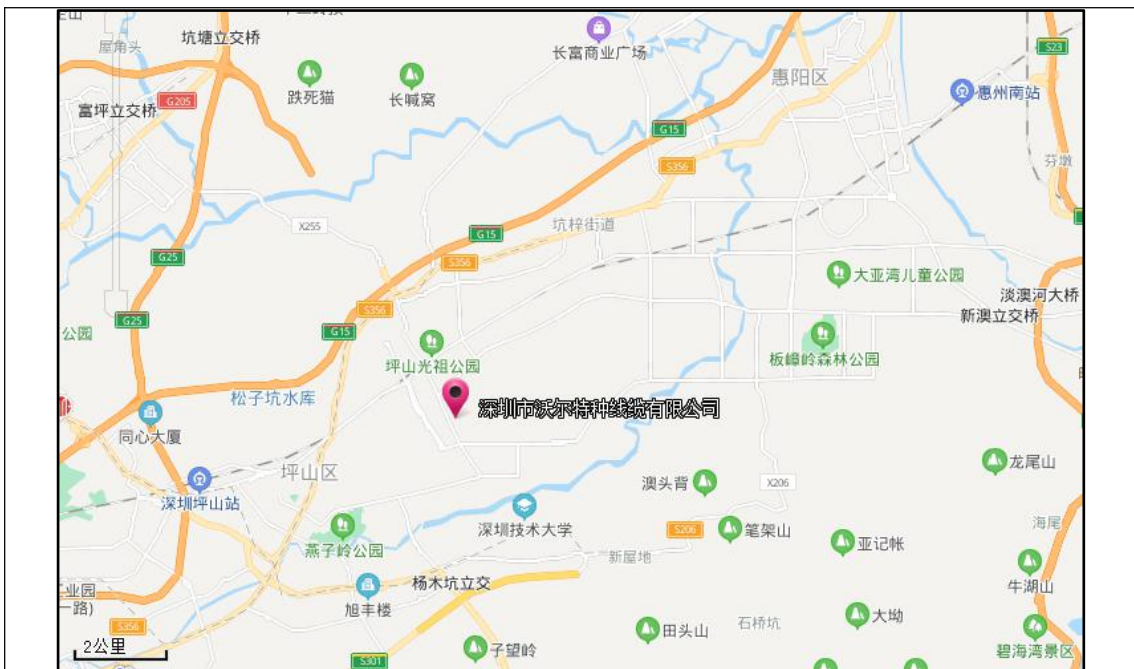 坑塘立交桥
屋角头
长富商业广场
S23
惠阳区
跌死猫
长喊窝
惠州南站
G205
富坪立交桥
G15
S356
芬墩
X255
坑梓街道
G15
G25
S356
大亚湾儿童公园
淡澳河大桥
S356
新澳立交桥
G25
G15
公园
坪山光祖公园
板嶂岭森林公园
松子坑水库
深圳市沃尔特种线缆有限公司
同心大厦
坪山区
龙尾山
深圳坪山站
澳头背
X206
深圳技术大学
S206
笔架山
海尾
燕子岭公园
亚记帐
新屋地
杨木坑立交
牛湖山
工业园
一路)
旭丰楼
大坳
S356
田头山
石桥坑
2公里
子望岭
碧海湾景区
S301